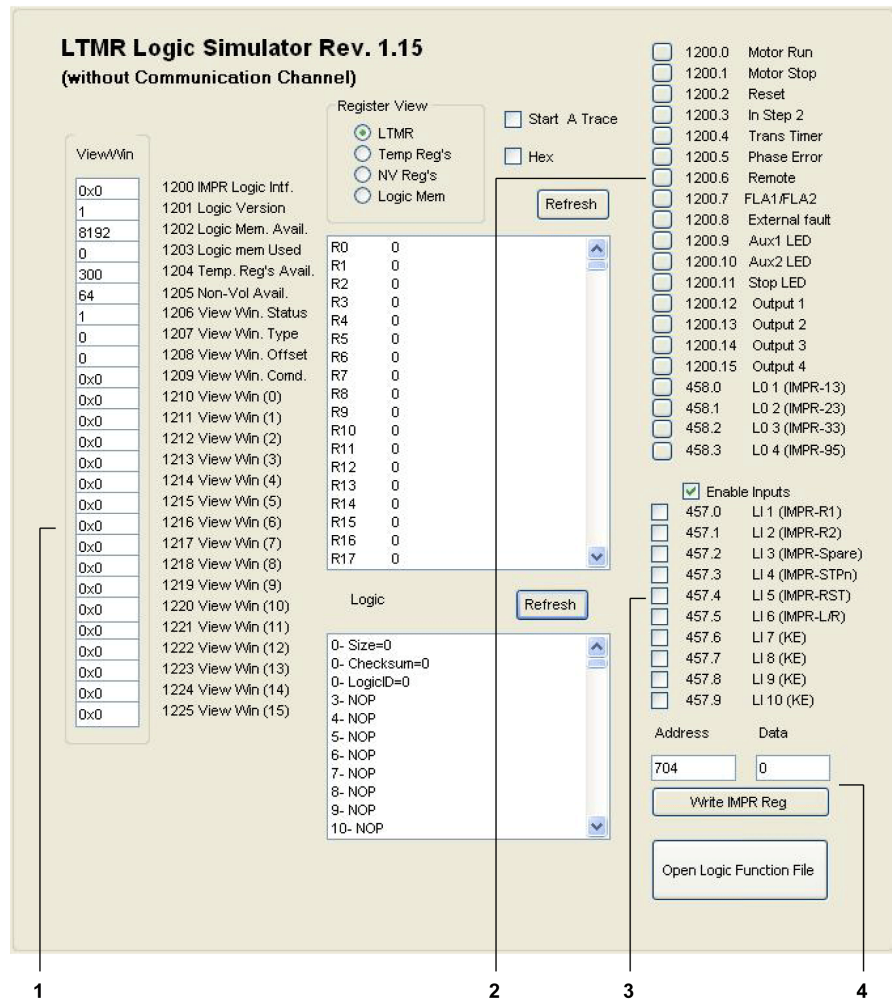 LTMR Logic Simulator Rev. 1.15
(without Communication Channel)
Register View
LTMR
Temp Reg's
NV Reg's
Logic Mem
Start A Trace
Hex
Refresh
ViewWin
0x0 1200 IMPR Logic Intf.
1 1201 Logic Version
8192 1202 Logic Mem. Avail.
0 1203 Logic mem Used
300 1204 Temp. Reg's Avail.
64 1205 Non-Vol Avail.
1 1206 View Win. Status
0 1207 View Win. Type
0 1208 View Win. Offset
0x0 1209 View Win. Comd.
0x0 1210 View Win (0)
0x0 1211 View Win (1)
0x0 1212 View Win (2)
0x0 1213 View Win (3)
0x0 1214 View Win (4)
0x0 1215 View Win (5)
0x0 1216 View Win (6)
0x0 1217 View Win (7)
0x0 1218 View Win (8)
0x0 1219 View Win (9)
0x0 1220 View Win (10)
0x0 1221 View Win (11)
0x0 1222 View Win (12)
0x0 1223 View Win (13)
0x0 1224 View Win (14)
0x0 1225 View Win (15)
R0 0
R1 0
R2 0
R3 0
R4 0
R5 0
R6 0
R7 0
R8 0
R9 0
R10 0
R11 0
R12 0
R13 0
R14 0
R15 0
R16 0
R17 0
Logic
Refresh
0- Size=0
0- Checksum=0
0- LogicID=0
3- NOP
4- NOP
5- NOP
6- NOP
7- NOP
8- NOP
9- NOP
10- NOP
1200.0 Motor Run
1200.1 Motor Stop
1200.2 Reset
1200.3 In Step 2
1200.4 Trans Timer
1200.5 Phase Error
1200.6 Remote
1200.7 FLA1/FLA2
1200.8 External fault
1200.9 Aux1 LED
1200.10 Aux2 LED
1200.11 Stop LED
1200.12 Output 1
1200.13 Output 2
1200.14 Output 3
1200.15 Output 4
458.0 L0 1 (IMPR-13)
458.1 L0 2 (IMPR-23)
458.2 L0 3 (IMPR-33)
458.3 L0 4 (IMPR-95)
Enable Inputs
457.0 LI 1 (IMPR-R1)
457.1 LI 2 (IMPR-R2)
457.2 LI 3 (IMPR-Spare)
457.3 LI 4 (IMPR-STPn)
457.4 LI 5 (IMPR-RST)
457.5 LI 6 (IMPR-L/R)
457.6 LI 7 (KE)
457.7 LI 8 (KE)
457.8 LI 9 (KE)
457.9 LI 10 (KE)
Address Data
704 0
Write IMPR Reg
Open Logic Function File
1 2 3 4